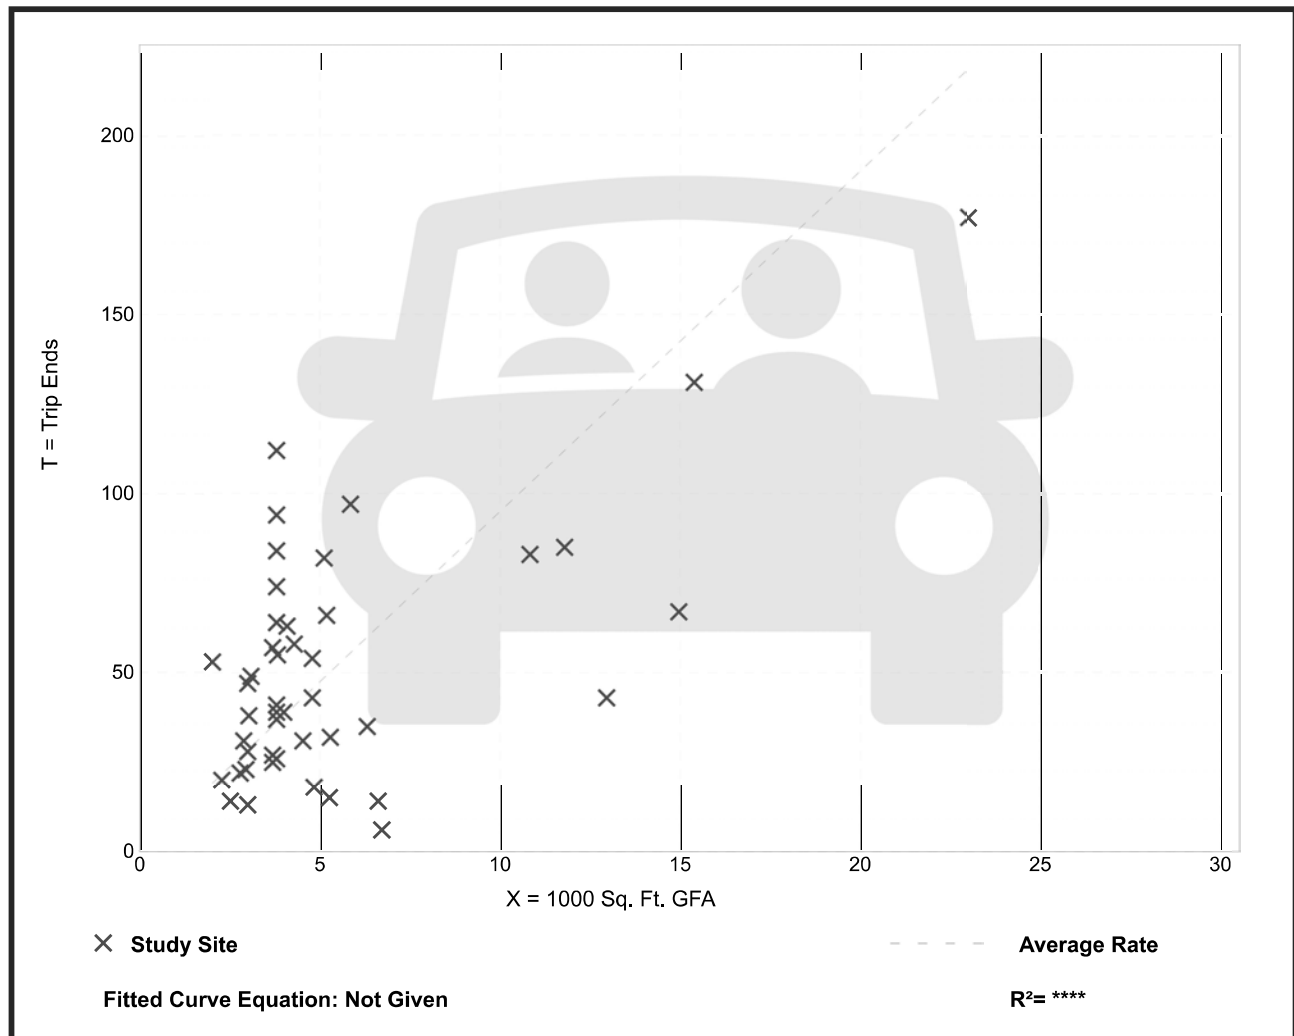 200
150
100
50
0
T = Trip Ends
0 5 10 15 20 25 30
X = 1000 Sq. Ft. GFA
Study Site Average Rate
Fitted Curve Equation: Not Given R²= ****